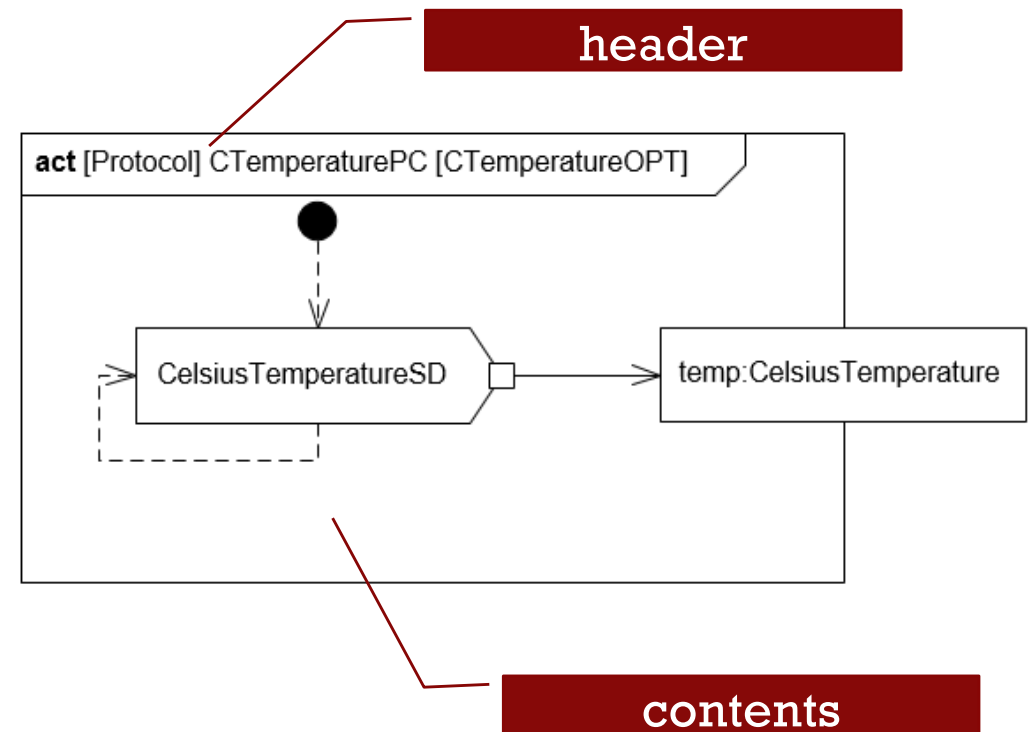 header
act [Protocol] CTemperaturePC [CTemperatureOPT]
CelsiusTemperatureSD
temp:CelsiusTemperature
contents